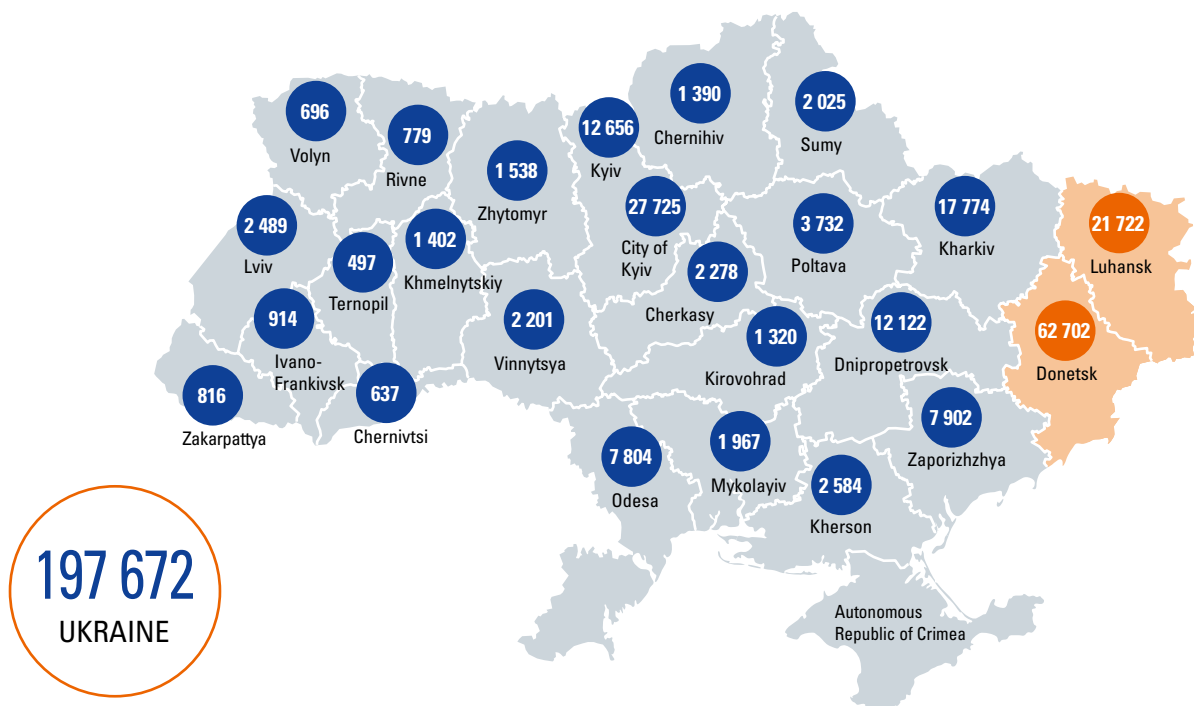 696
Volyn
779
Rivne
1 538
Zhytomyr
12 656
Kyiv
1 390
Chernihiv
2 025
Sumy
2 489
Lviv
497
Ternopil
1 402
Khmelnytskiy
27 725
City of
Kyiv
3 732
Poltava
17 774
Kharkiv
21 722
Luhansk
914
Ivano-
Frankivsk
2 201
Vinnytsya
2 278
Cherkasy
1 320
Kirovohrad
12 122
Dnipropetrovsk
62 702
Donetsk
816
Zakarpattya
637
Chernivtsi
7 804
Odesa
1 967
Mykolayiv
2 584
Kherson
7 902
Zaporizhzhya
197 672
UKRAINE
Autonomous
Republic of Crimea